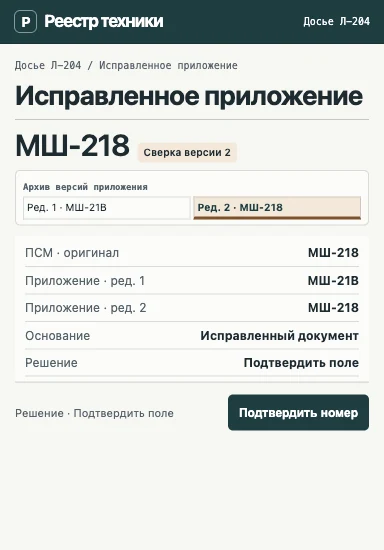 Р Реестр техники Досье Л-204
Досье Л-204 / Исправленное приложение
Исправленное приложение
МШ-218 Сверка версии 2
Архив версий приложения
Ред. 1 · МШ-21В Ред. 2 · МШ-218
ПСМ · оригинал МШ-218
Приложение · ред. 1 МШ-21В
Приложение · ред. 2 МШ-218
Основание Исправленный документ
Решение Подтвердить поле
Решение · Подтвердить поле Подтвердить номер